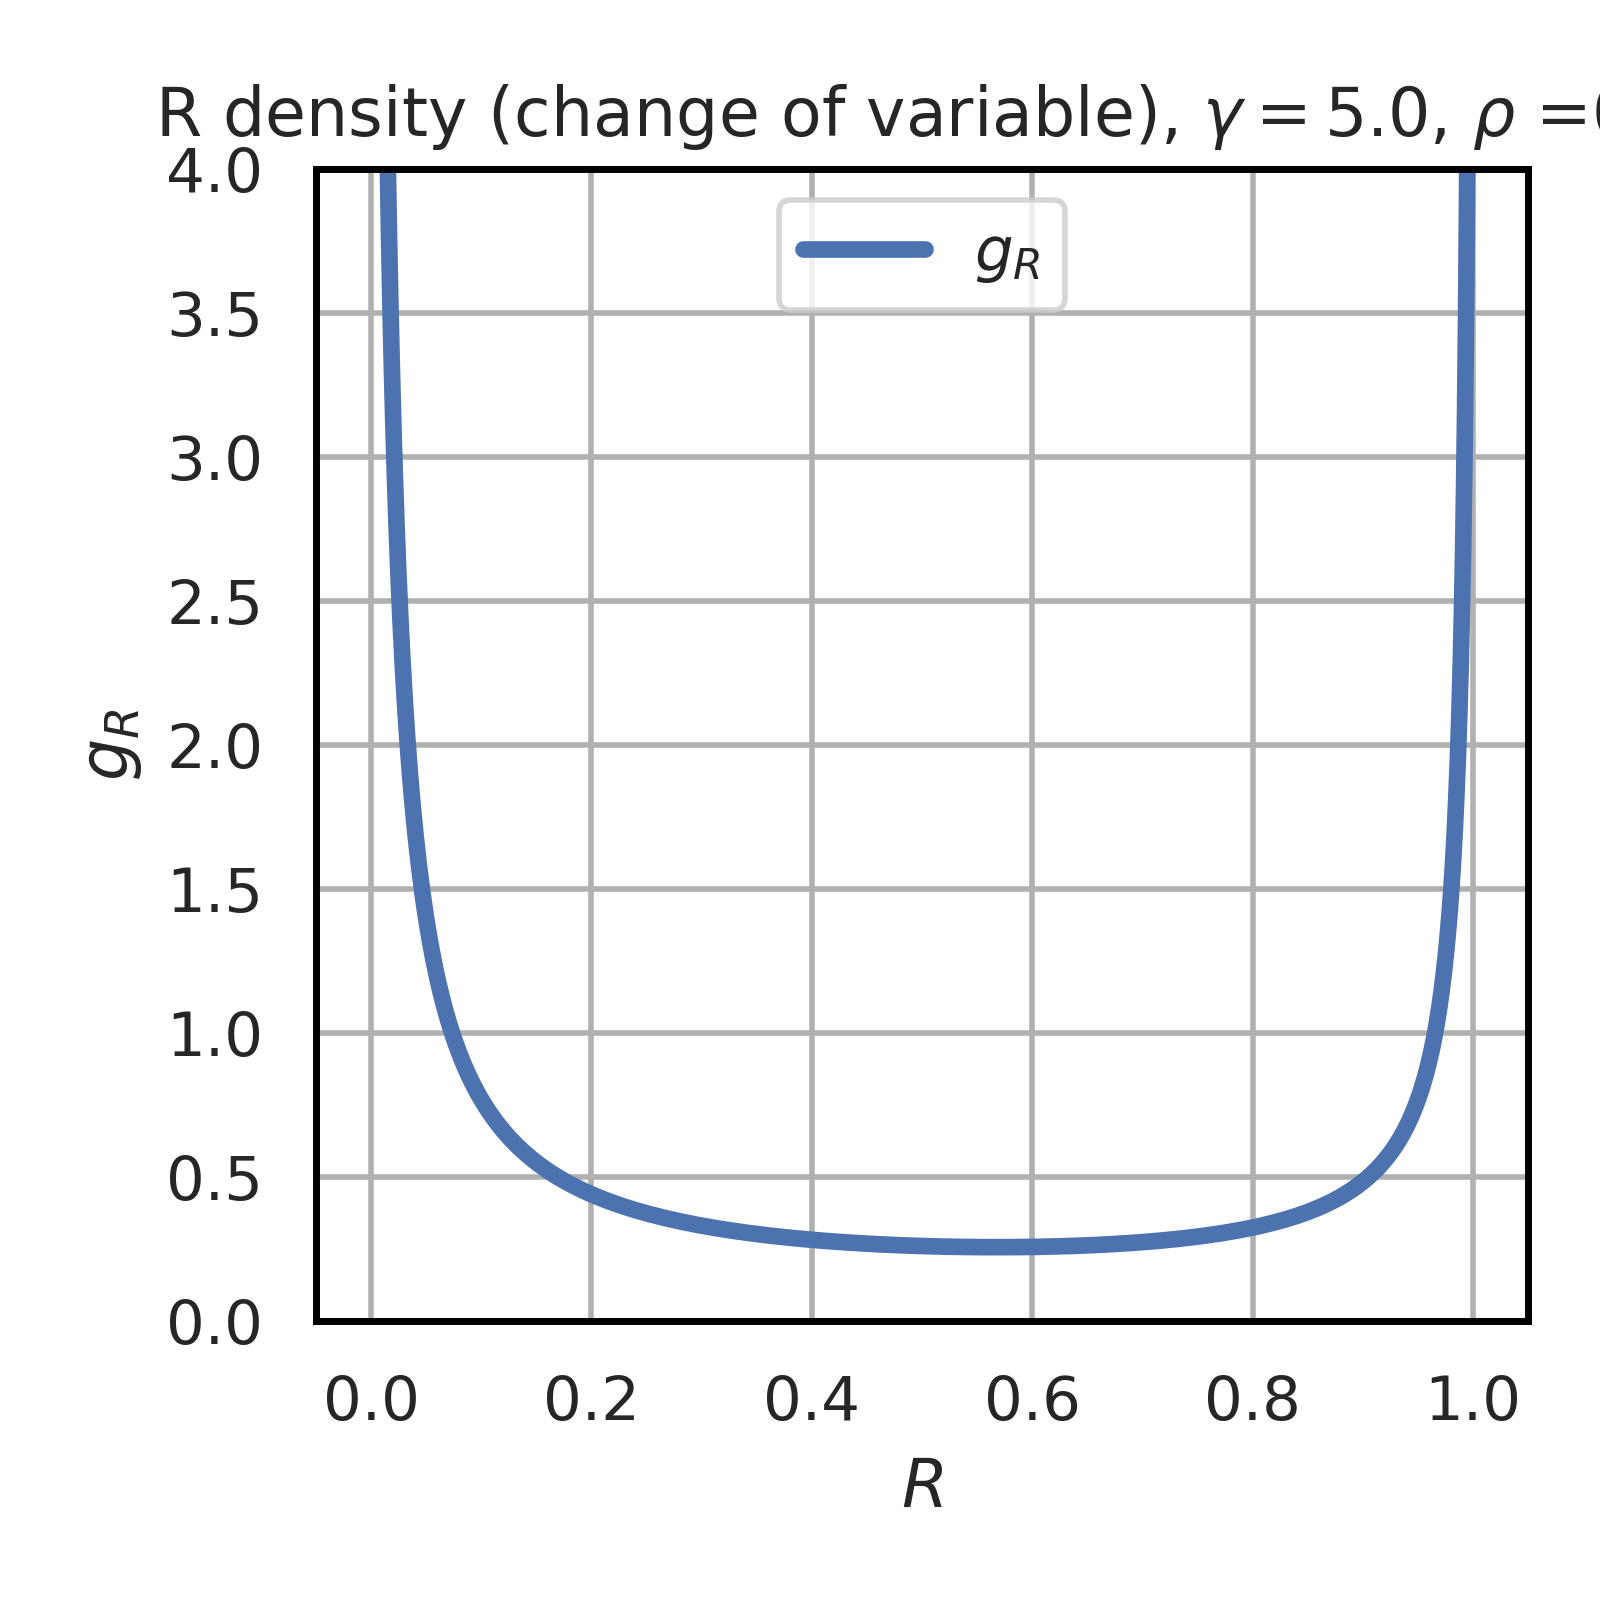 R density (change of variable), γ = 5.0, ρ =
4.0
3.5
3.0
2.5
2.0
1.5
1.0
0.5
0.0
g_R
g_R
0.0 0.2 0.4 0.6 0.8 1.0
R